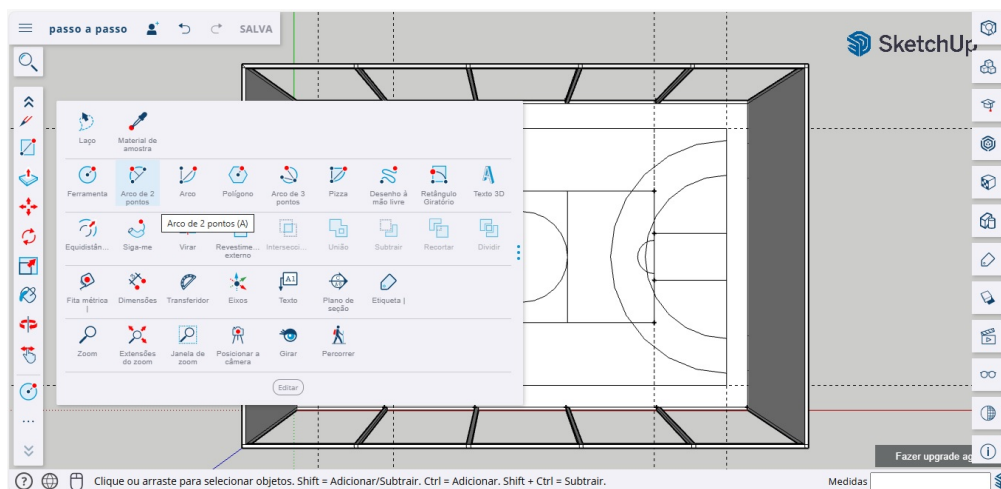 passo a passo
SALVA
SketchUp
Laço
Material de
amostra
Ferramenta
Arco de 2
pontos
Arco
Polígono
Arco de 3
pontos
Pizza
Desenho à
mão livre
Retângulo
Giratório
Texto 3D
Arco de 2 pontos (A)
Equidistân...
Siga-me
Virar
Revestime...
externo
Intersecci...
União
Subtrair
Recortar
Dividir
Fita métrica
|
Dimensões
Transferidor
Eixos
A1
Texto
Plano de
seção
Etiqueta |
Zoom
Extensões
do zoom
Janela de
zoom
Posicionar a
câmera
Girar
Percorrer
Editar
Fazer upgrade ag
Clique ou arraste para selecionar objetos. Shift = Adicionar/Subtrair. Ctrl = Adicionar. Shift + Ctrl = Subtrair.
Medidas